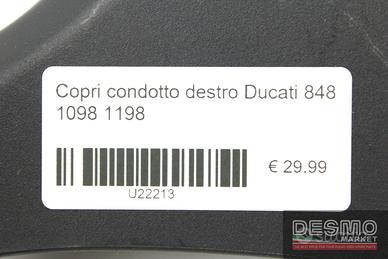 Copri condotto destro Ducati 848
1098 1198
€ 29.99
U22213
DESMO
MARKET